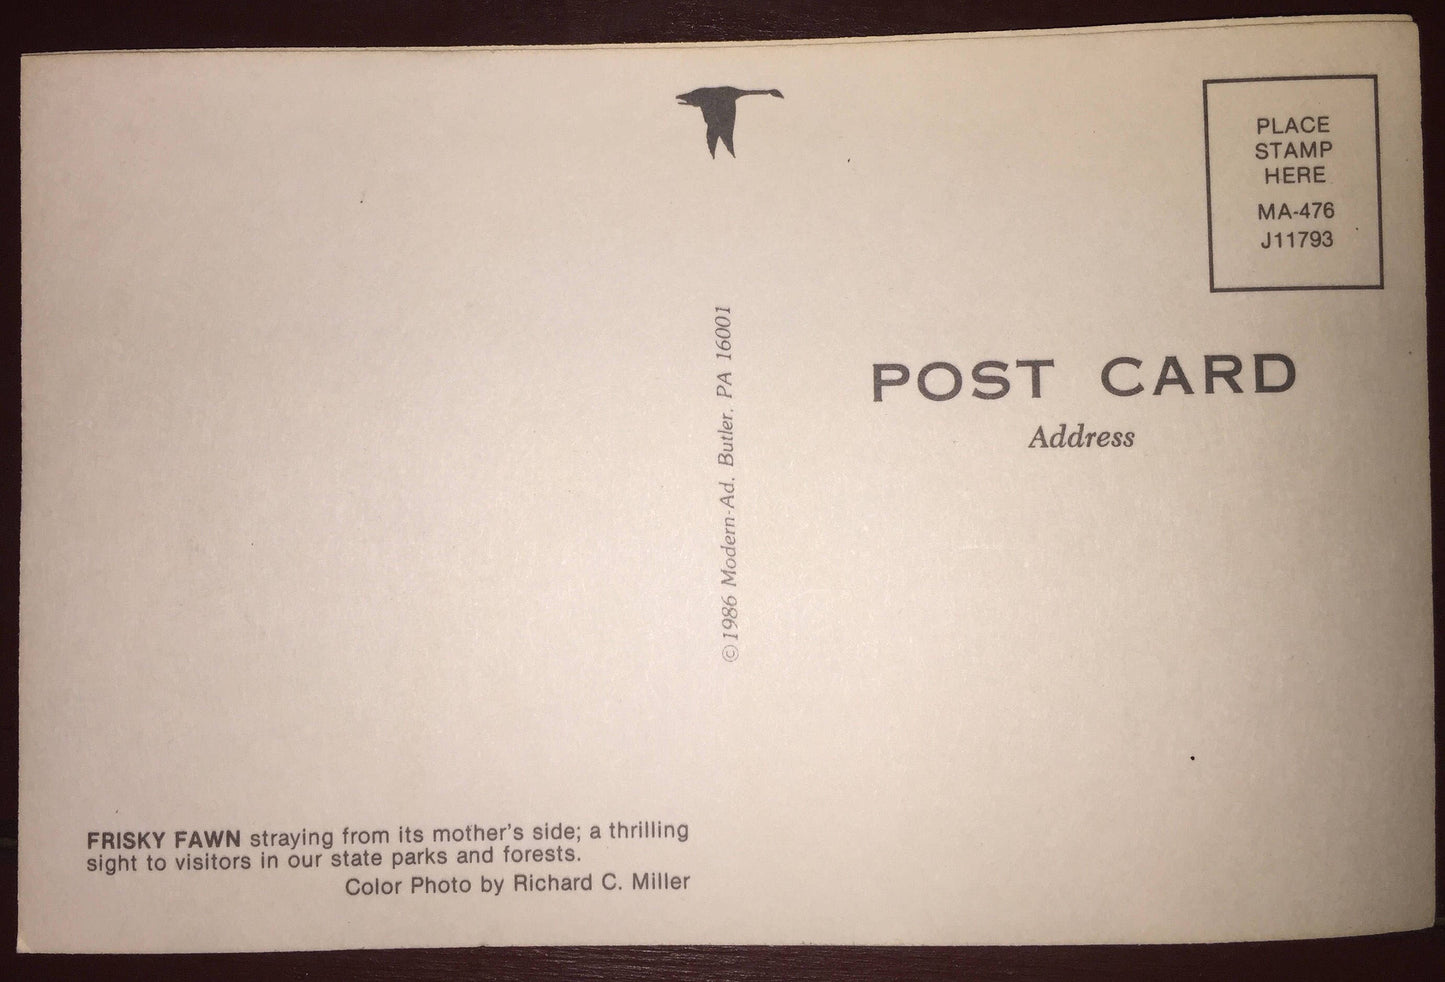 PLACE
STAMP
HERE
MA-476
J11793
POST CARD
Address
©1986 Modern-Ad, Butler, PA 16001
FRISKY FAWN straying from its mother's side; a thrilling
sight to visitors in our state parks and forests.
Color Photo by Richard C. Miller